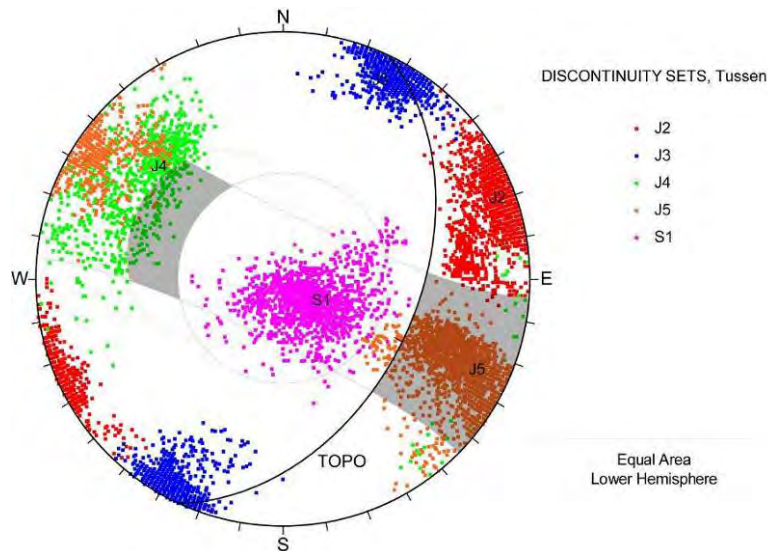 N
DISCONTINUITY SETS, Tussen
J2
J3
J4
J5
S1
J4
J2
W
E
S1
J5
TOPO
S
Equal Area
Lower Hemisphere